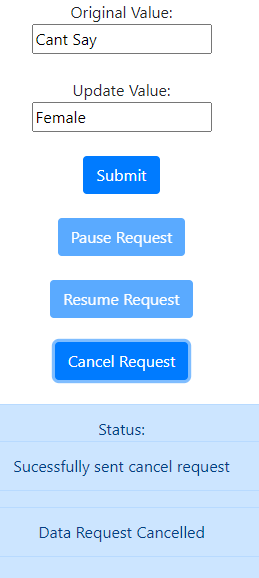 Original Value:
Cant Say
Update Value:
Female
Submit
Pause Request
Resume Request
Cancel Request
Status:
Sucessfully sent cancel request
Data Request Cancelled